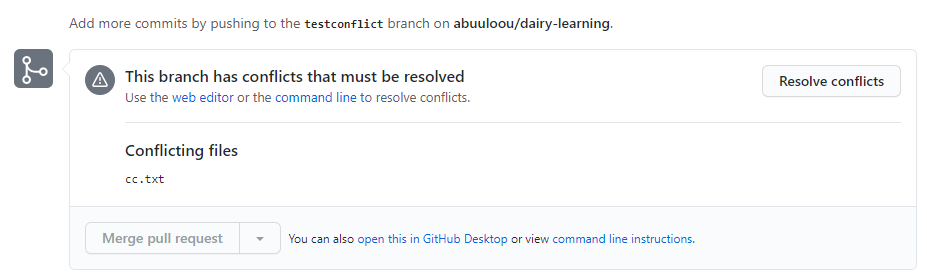 Add more commits by pushing to the testconflict branch on abuuloou/dairy-learning.
This branch has conflicts that must be resolved
Use the web editor or the command line to resolve conflicts.
Resolve conflicts
Conflicting files
cc.txt
Merge pull request
You can also open this in GitHub Desktop or view command line instructions.